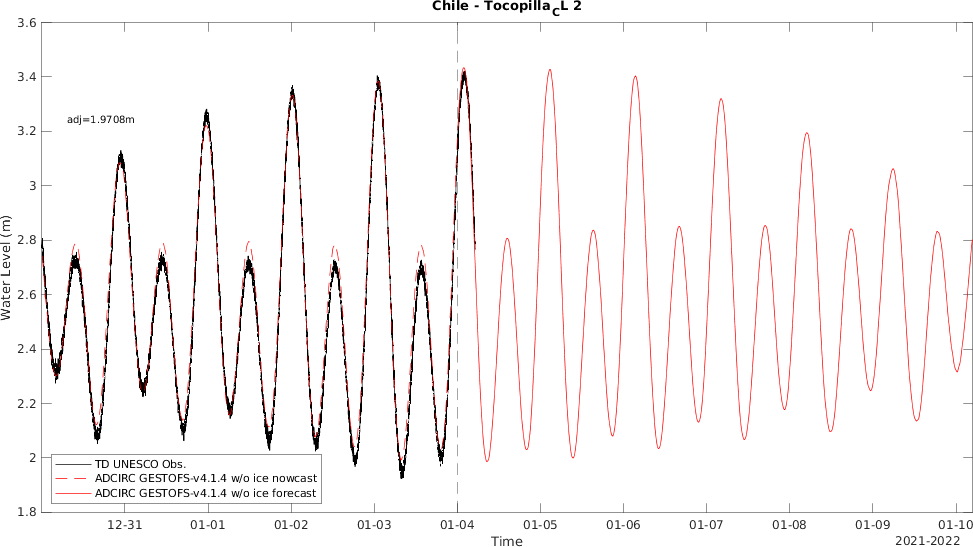 Chile - Tocopilla_CL 2
3.6
3.4
3.2
3
2.8
2.6
2.4
2.2
2
1.8
Water Level (m)
adj=1.9708m
TD UNESCO Obs.
ADCIRC GESTOFS-v4.1.4 w/o ice nowcast
ADCIRC GESTOFS-v4.1.4 w/o ice forecast
12-31 01-01 01-02 01-03 01-04 01-05 01-06 01-07 01-08 01-09 01-10
Time
2021-2022